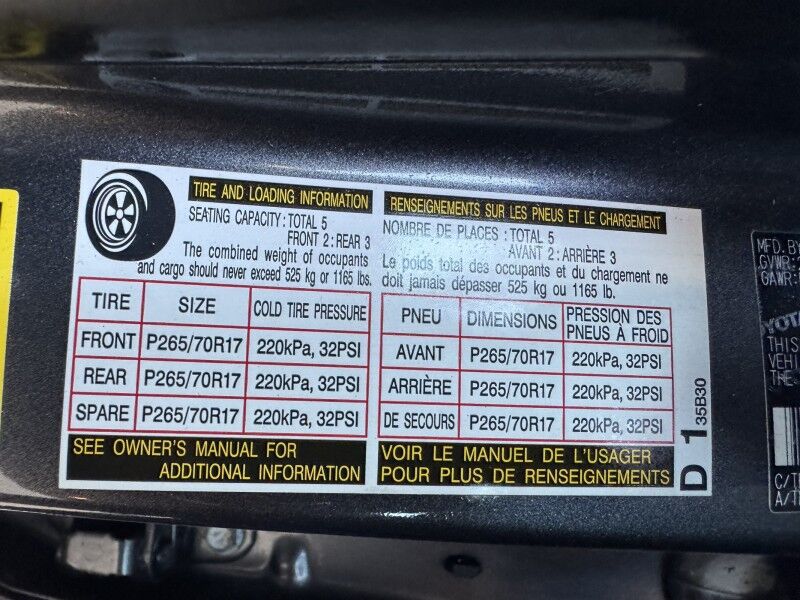 TIRE AND LOADING INFORMATION
SEATING CAPACITY: TOTAL 5
FRONT 2: REAR 3
The combined weight of occupants
and cargo should never exceed 525 kg or 1165 lbs.
TIRE SIZE COLD TIRE PRESSURE
FRONT P265/70R17 220kPa, 32PSI
REAR P265/70R17 220kPa, 32PSI
SPARE P265/70R17 220kPa, 32PSI
SEE OWNER'S MANUAL FOR
ADDITIONAL INFORMATION
RENSEIGNEMENTS SUR LES PNEUS ET LE CHARGEMENT
NOMBRE DE PLACES: TOTAL 5
AVANT 2: ARRIÈRE 3
Le poids total des occupants et du chargement ne
doit jamais dépasser 525 kg ou 1165 lb.
PNEU DIMENSIONS PRESSION DES
PNEUS À FROID
AVANT P265/70R17 220kPa, 32PSI
ARRIÈRE P265/70R17 220kPa, 32PSI
DE SECOURS P265/70R17 220kPa, 32PSI
VOIR LE MANUEL DE L'USAGER
POUR PLUS DE RENSEIGNEMENTS
D 1 35B30
MFD. BY
GVWR:
GAWR:
THIS
THE
C/T
A/T